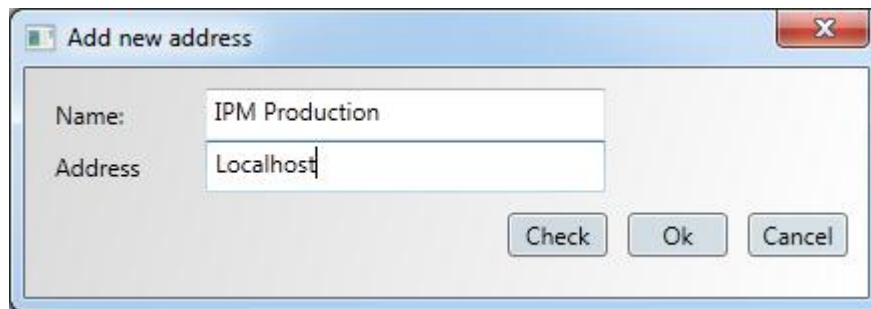 Add new address
Name: IPM Production
Address Localhost
Check Ok Cancel